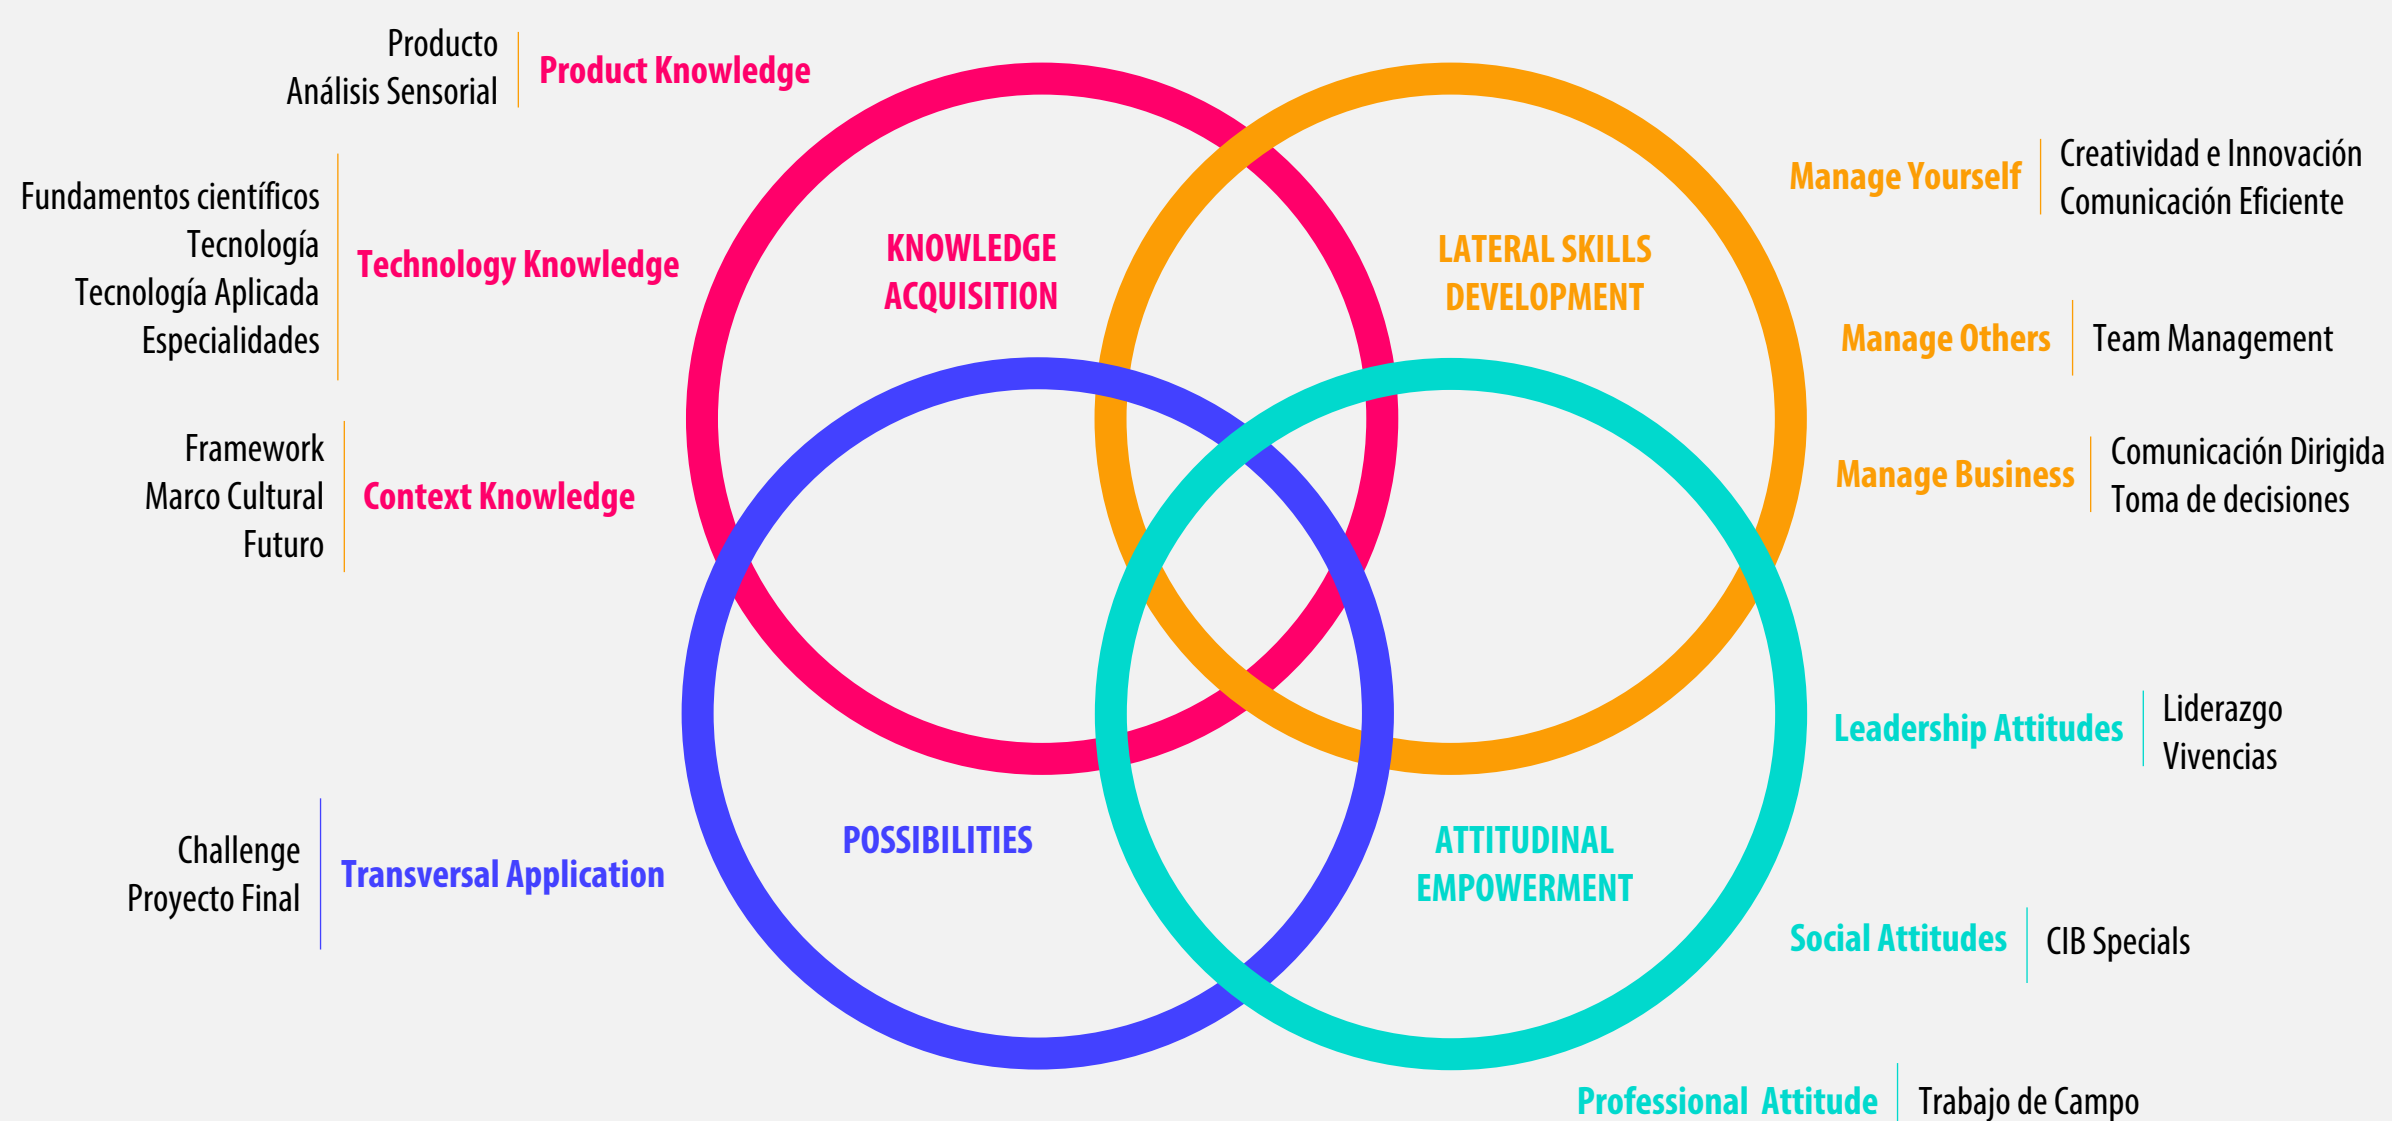 Producto
Análisis Sensorial
Product Knowledge
Fundamentos científicos
Tecnología
Tecnología Aplicada
Especialidades
Technology Knowledge
Framework
Marco Cultural
Futuro
Context Knowledge
Challenge
Proyecto Final
Transversal Application
KNOWLEDGE
ACQUISITION
LATERAL SKILLS
DEVELOPMENT
POSSIBILITIES
ATTITUDINAL
EMPOWERMENT
Manage Yourself
Creatividad e Innovación
Comunicación Eficiente
Manage Others
Team Management
Manage Business
Comunicación Dirigida
Toma de decisiones
Leadership Attitudes
Liderazgo
Vivencias
Social Attitudes
CIB Specials
Professional Attitude
Trabajo de Campo